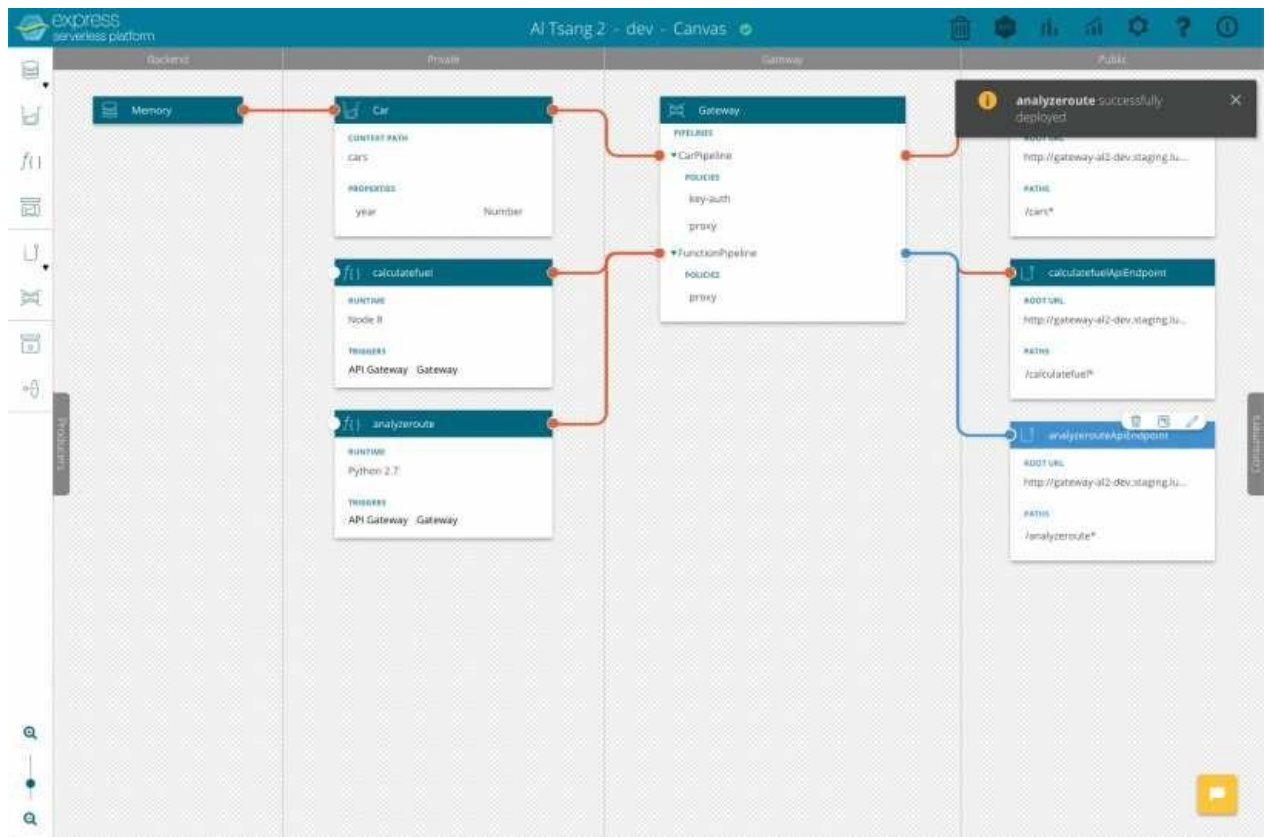 express
serverless platform
Al Tsang 2 - dev - Canvas
Backend
Private
Gateway
Public
Memory
Car
CONTEXT PATH
cars
PROPERTIES
year Number
calculatefuel
RUNTIME
Node 8
TRIGGERS
API Gateway Gateway
analyzeroute
RUNTIME
Python 2.7
TRIGGERS
API Gateway Gateway
Gateway
PIPELINES
CarPipeline
POLICIES
key-auth
proxy
FunctionPipeline
POLICIES
proxy
analyzeroute successfully
deployed
ROOT URL
http://gateway-al2-dev.staging.lu...
PATHS
/cars*
calculatefuelApiEndpoint
ROOT URL
http://gateway-al2-dev.staging.lu...
PATHS
/calculatefuel*
analyzerouteApiEndpoint
ROOT URL
http://gateway-al2-dev.staging.lu...
PATHS
/analyzeroute*
Producers
Consumers